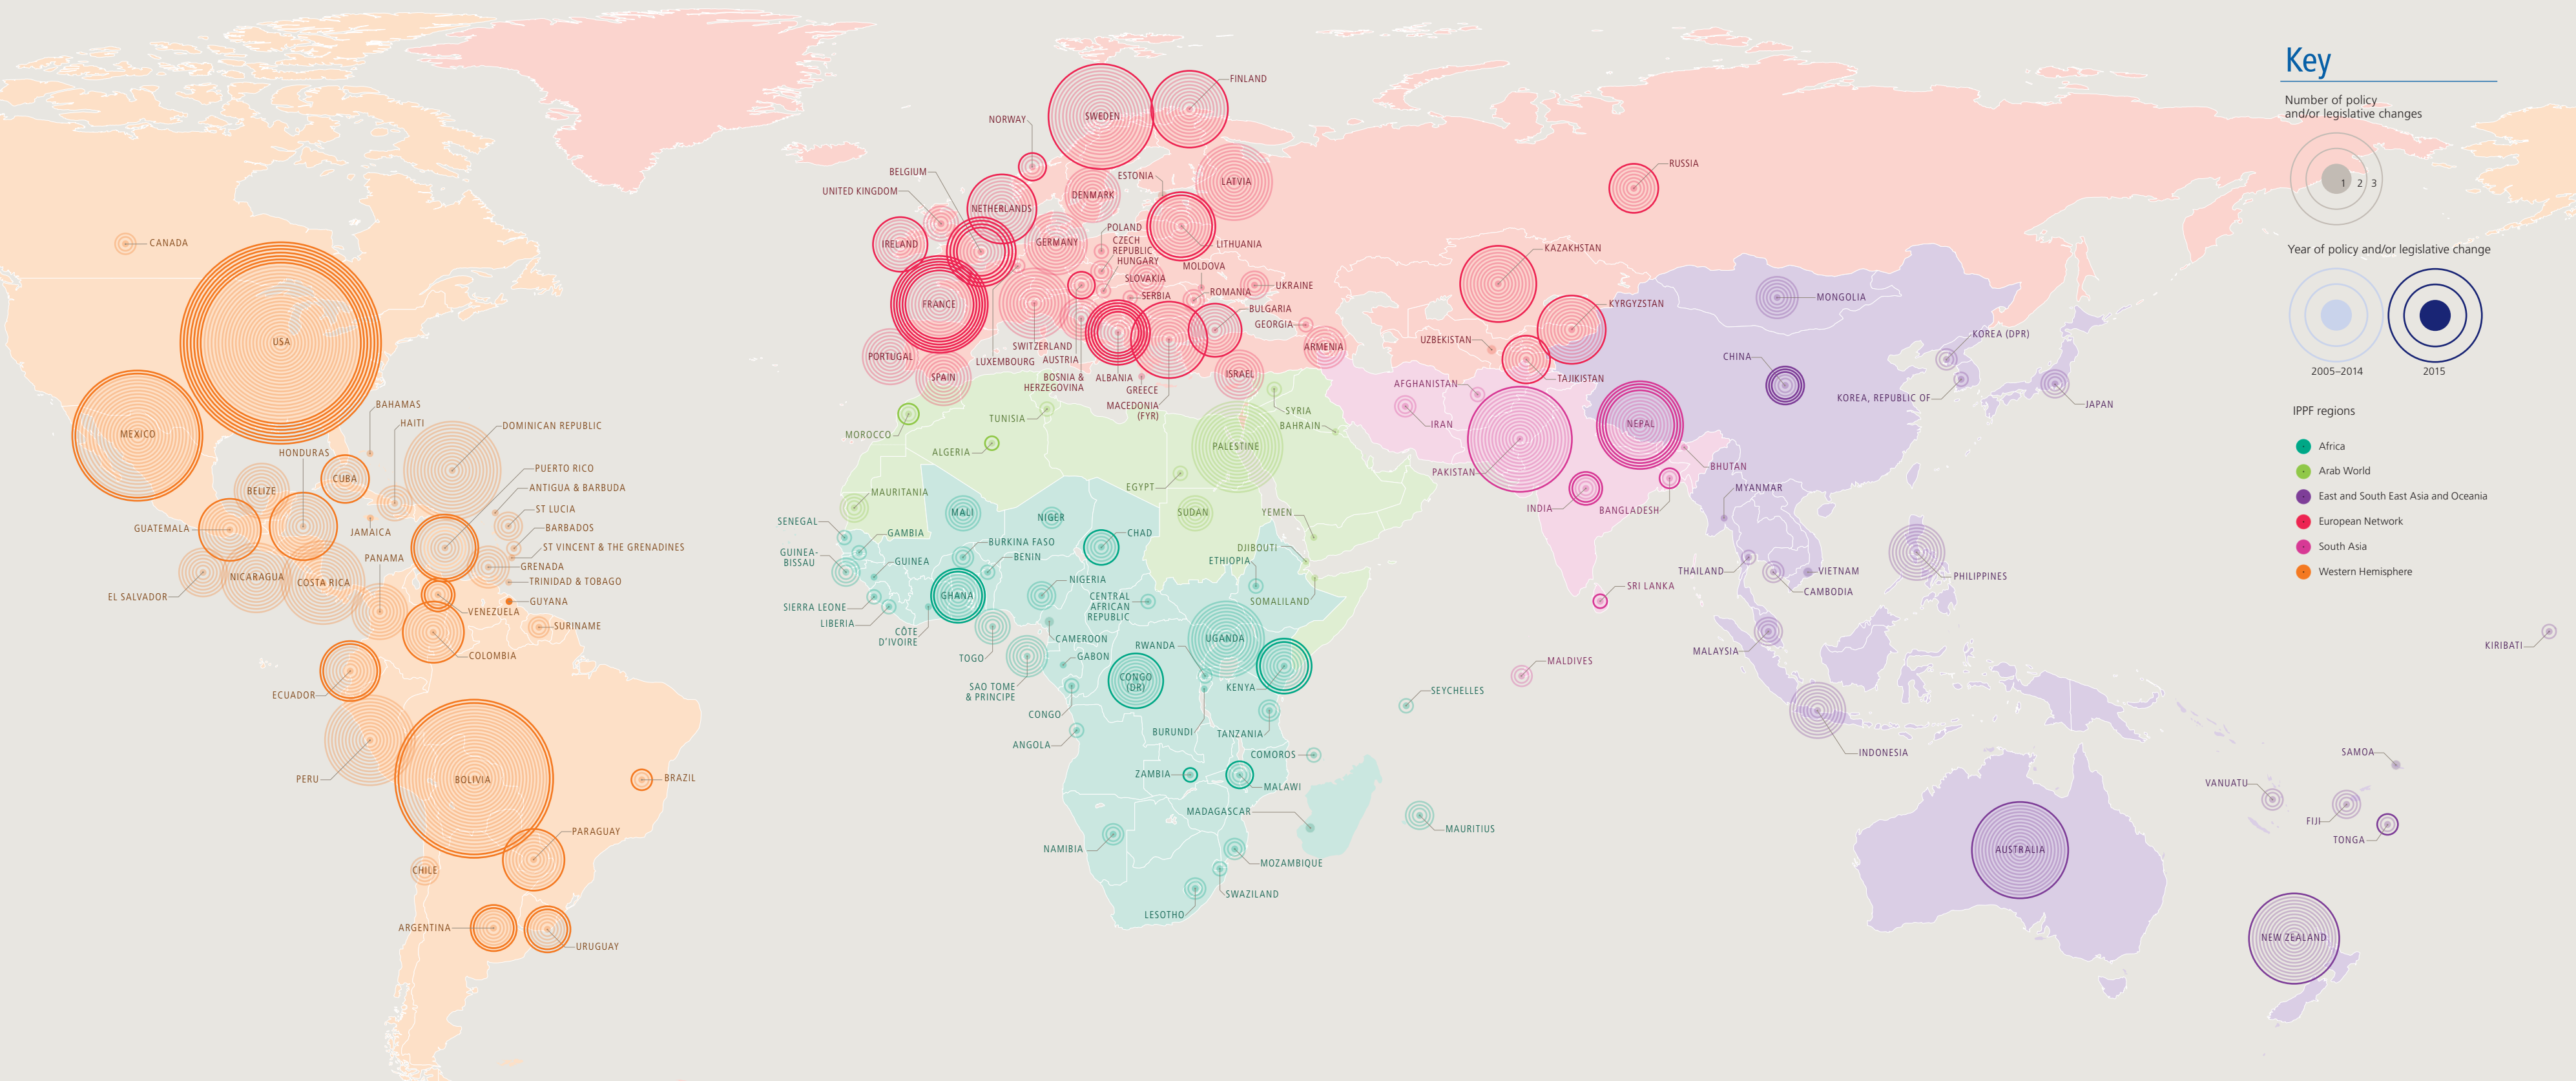 Key
Number of policy
and/or legislative changes
1 2 3
Year of policy and/or legislative change
2005–2014
2015
IPPF regions
Africa
Arab World
East and South East Asia and Oceania
European Network
South Asia
Western Hemisphere
CANADA
USA
MEXICO
BAHAMAS
HAITI
DOMINICAN REPUBLIC
HONDURAS
CUBA
BELIZE
PUERTO RICO
ANTIGUA & BARBUDA
ST LUCIA
GUATEMALA
JAMAICA
BARBADOS
ST VINCENT & THE GRENADINES
PANAMA
GRENADA
NICARAGUA
COSTA RICA
TRINIDAD & TOBAGO
EL SALVADOR
GUYANA
VENEZUELA
SURINAME
COLOMBIA
ECUADOR
PERU
BOLIVIA
BRAZIL
PARAGUAY
CHILE
ARGENTINA
URUGUAY
FINLAND
SWEDEN
NORWAY
BELGIUM
UNITED KINGDOM
ESTONIA
LATVIA
DENMARK
NETHERLANDS
IRELAND
GERMANY
POLAND
CZECH
REPUBLIC
HUNGARY
LITHUANIA
MOLDOVA
SLOVAKIA
UKRAINE
SERBIA
ROMANIA
FRANCE
BULGARIA
GEORGIA
SWITZERLAND
ARMENIA
PORTUGAL
LUXEMBOURG
AUSTRIA
SPAIN
BOSNIA &
HERZEGOVINA
ALBANIA
GREECE
MACEDONIA
(FYR)
ISRAEL
RUSSIA
KAZAKHSTAN
KYRGYZSTAN
UZBEKISTAN
TAJIKISTAN
MOROCCO
TUNISIA
ALGERIA
SYRIA
BAHRAIN
PALESTINE
EGYPT
MAURITANIA
SUDAN
YEMEN
DJIBOUTI
SOMALILAND
MALI
NIGER
SENEGAL
GAMBIA
CHAD
BURKINA FASO
GUINEA-
BISSAU
GUINEA
BENIN
ETHIOPIA
NIGERIA
GHANA
SIERRA LEONE
LIBERIA
CENTRAL
AFRICAN
REPUBLIC
CÔTE
D'IVOIRE
CAMEROON
TOGO
GABON
RWANDA
UGANDA
SAO TOME
& PRINCIPE
CONGO
(DR)
KENYA
CONGO
BURUNDI
TANZANIA
ANGOLA
COMOROS
SEYCHELLES
ZAMBIA
MALAWI
MADAGASCAR
MAURITIUS
NAMIBIA
MOZAMBIQUE
SWAZILAND
LESOTHO
AFGHANISTAN
IRAN
PAKISTAN
NEPAL
BHUTAN
INDIA
BANGLADESH
SRI LANKA
MALDIVES
MONGOLIA
CHINA
KOREA (DPR)
KOREA, REPUBLIC OF
JAPAN
MYANMAR
THAILAND
VIETNAM
CAMBODIA
PHILIPPINES
MALAYSIA
INDONESIA
KIRIBATI
SAMOA
VANUATU
FIJI
TONGA
AUSTRALIA
NEW ZEALAND